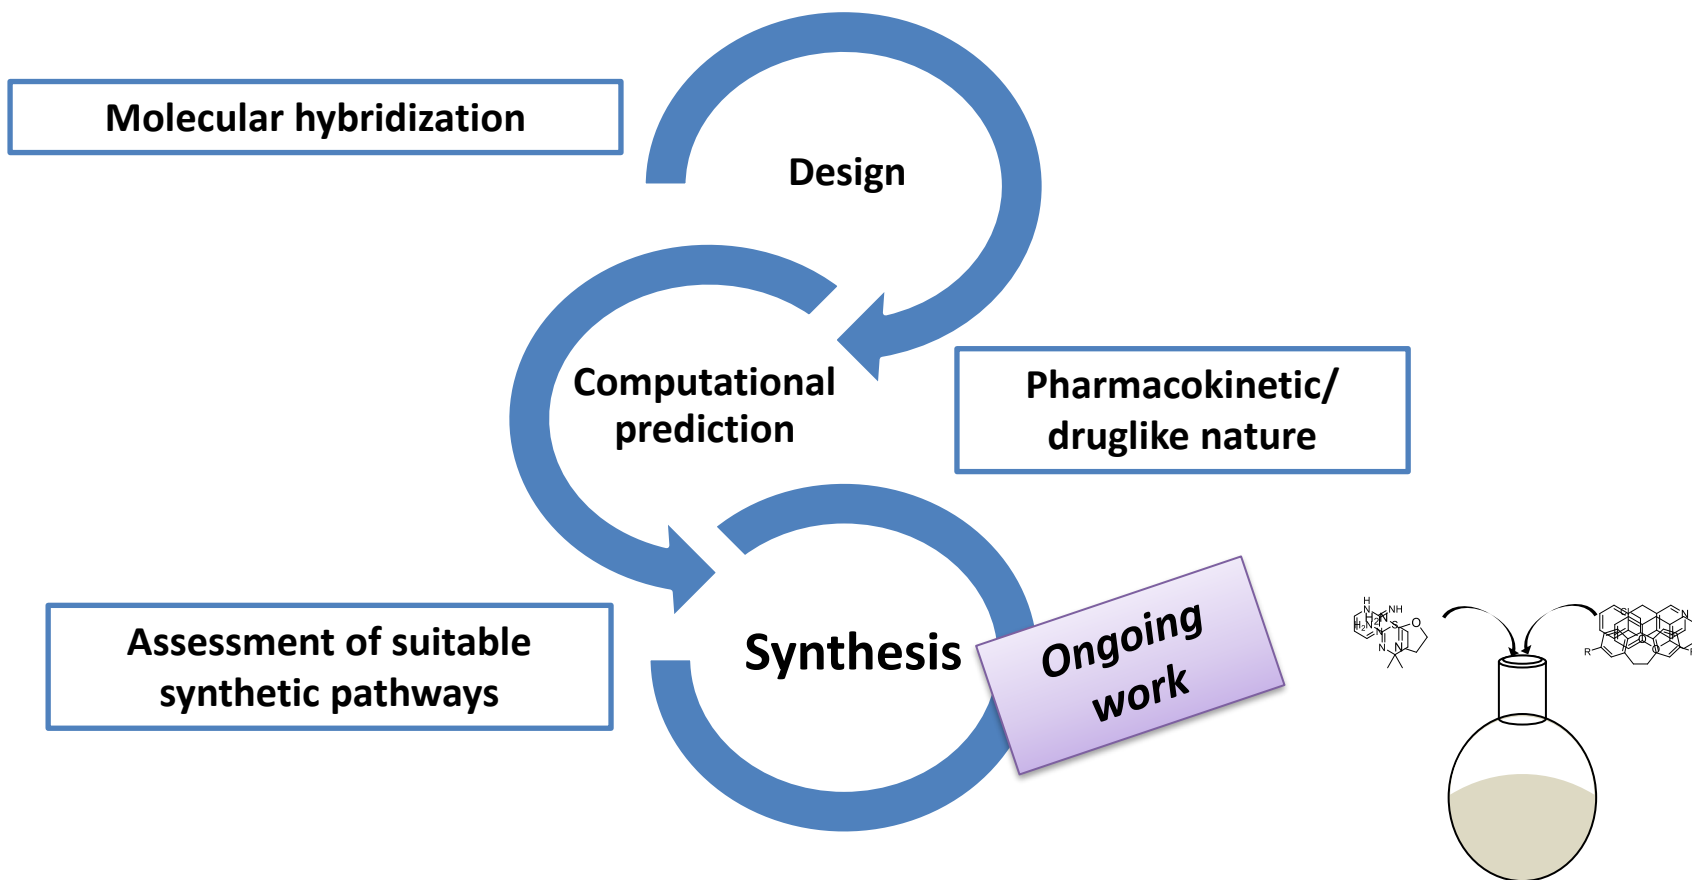 Molecular hybridization
Design
Computational
prediction
Pharmacokinetic/
druglike nature
Assessment of suitable
synthetic pathways
Synthesis
Ongoing
work